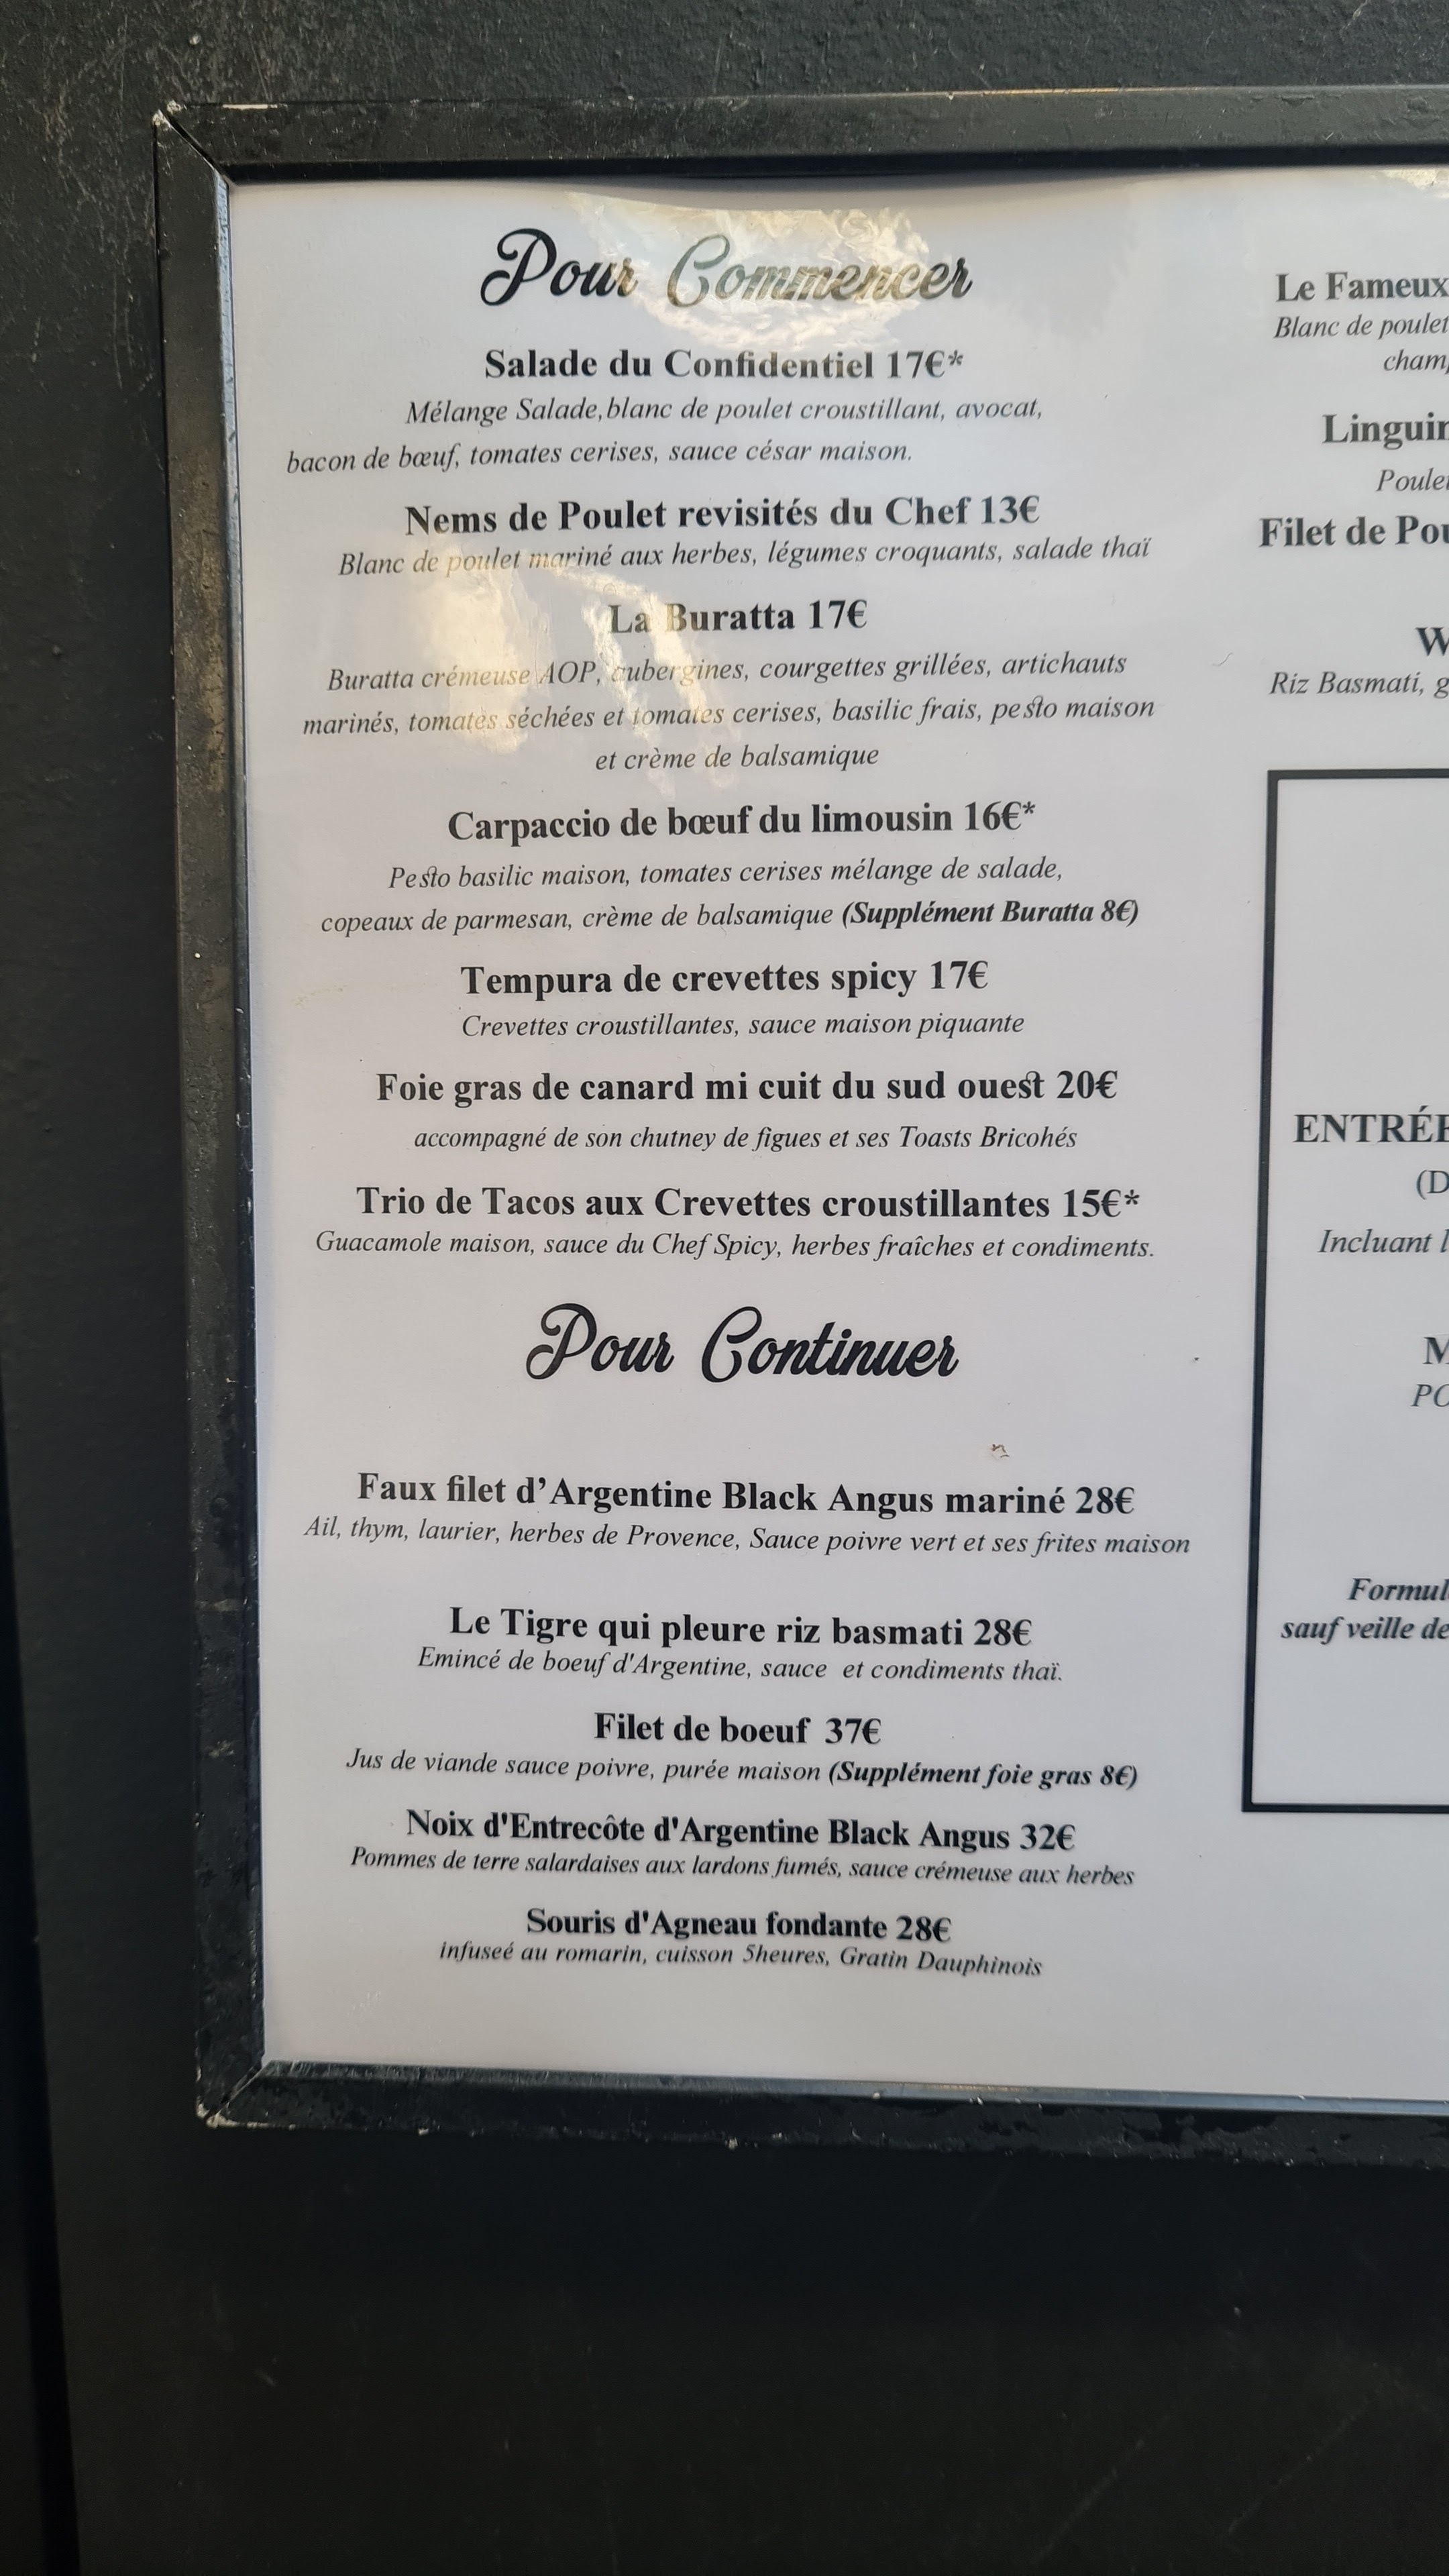 Pour Commencer
Salade du Confidentiel 17€*
Mélange Salade,blanc de poulet croustillant, avocat,
bacon de bœuf, tomates cerises, sauce césar maison.
Nems de Poulet revisités du Chef 13€
Blanc de poulet mariné aux herbes, légumes croquants, salade thaï
La Buratta 17€
Buratta crémeuse AOP, aubergines, courgettes grillées, artichauts
marinés, tomates séchées et tomates cerises, basilic frais, pesto maison
et crème de balsamique
Carpaccio de bœuf du limousin 16€*
Pesto basilic maison, tomates cerises mélange de salade,
copeaux de parmesan, crème de balsamique (Supplément Buratta 8€)
Tempura de crevettes spicy 17€
Crevettes croustillantes, sauce maison piquante
Foie gras de canard mi cuit du sud ouest 20€
accompagné de son chutney de figues et ses Toasts Bricohés
Trio de Tacos aux Crevettes croustillantes 15€*
Guacamole maison, sauce du Chef Spicy, herbes fraîches et condiments.
Pour Continuer
Faux filet d’Argentine Black Angus mariné 28€
Ail, thym, laurier, herbes de Provence, Sauce poivre vert et ses frites maison
Le Tigre qui pleure riz basmati 28€
Emincé de boeuf d'Argentine, sauce et condiments thaï.
Filet de boeuf 37€
Jus de viande sauce poivre, purée maison (Supplément foie gras 8€)
Noix d'Entrecôte d'Argentine Black Angus 32€
Pommes de terre salardaises aux lardons fumés, sauce crémeuse aux herbes
Souris d'Agneau fondante 28€
infuseé au romarin, cuisson 5heures, Gratin Dauphinois
Le Fameux
Blanc de poulet
Filet de
Riz Basmati,
Incluant
sauf veille de